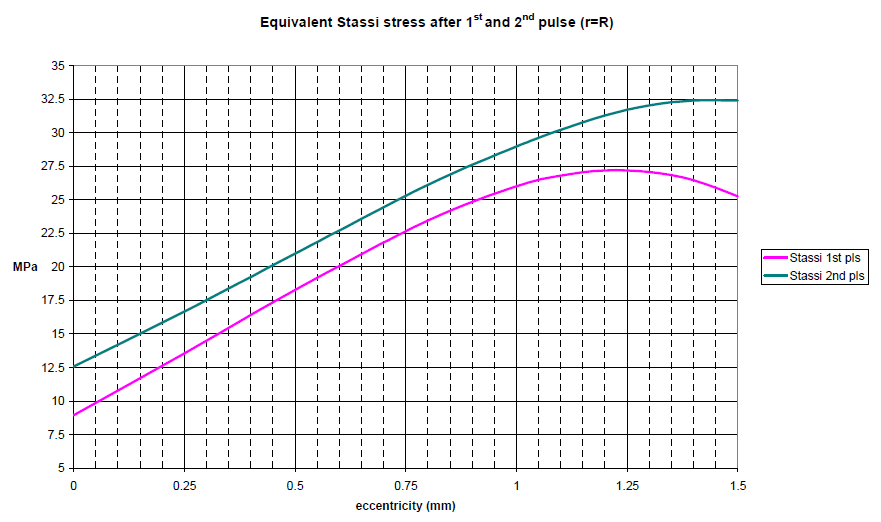 Equivalent Stassi stress after 1st and 2nd pulse (r=R)
35
32.5
30
27.5
25
22.5
20
17.5
15
12.5
10
7.5
5
MPa
0 0.25 0.5 0.75 1 1.25 1.5
eccentricity (mm)
Stassi 1st pls
Stassi 2nd pls